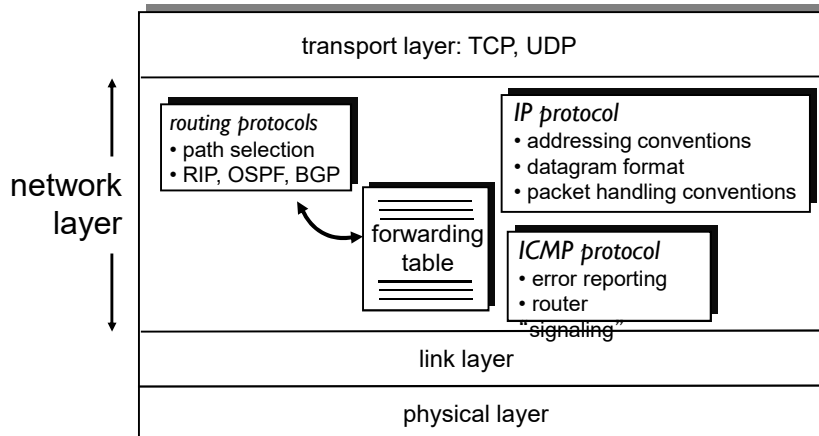 transport layer: TCP, UDP
network
layer
routing protocols
• path selection
• RIP, OSPF, BGP
forwarding
table
IP protocol
• addressing conventions
• datagram format
• packet handling conventions
ICMP protocol
• error reporting
• router
“signaling”
link layer
physical layer